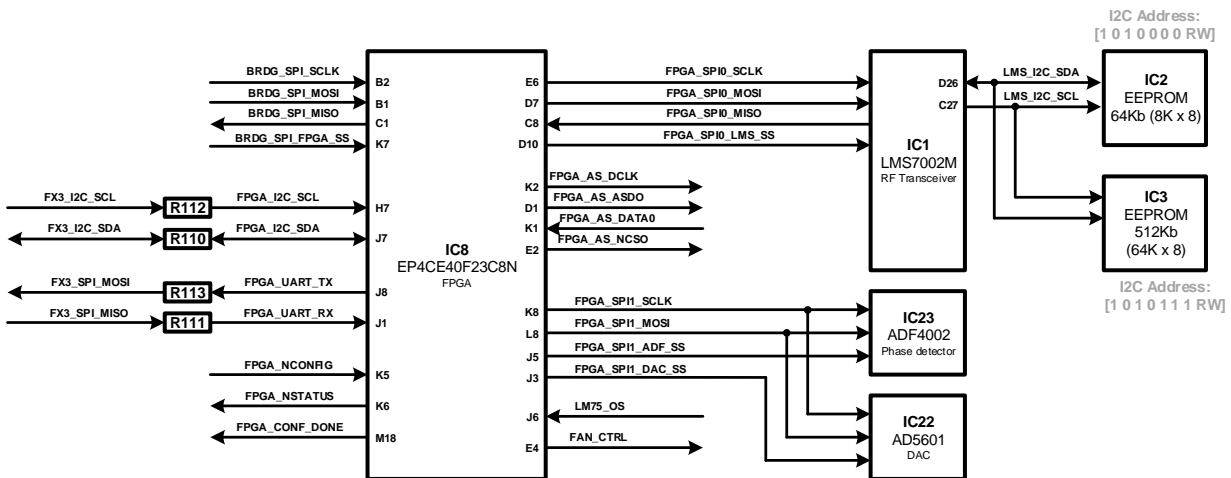 I2C Address:
[1 0 1 0 0 0 0 RW]
BRDG_SPI_SCLK
B2
BRDG_SPI_MOSI
B1
BRDG_SPI_MISO
C1
BRDG_SPI_FPGA_SS
K7
FX3_I2C_SCL
R112
FPGA_I2C_SCL
H7
FX3_I2C_SDA
R110
FPGA_I2C_SDA
J7
FX3_SPI_MOSI
R113
FPGA_UART_TX
J8
FX3_SPI_MISO
R111
FPGA_UART_RX
J1
FPGA_NCONFIG
K5
FPGA_NSTATUS
K6
FPGA_CONF_DONE
M18
IC8
EP4CE40F23C8N
FPGA
E6
FPGA_SPI0_SCLK
D7
FPGA_SPI0_MOSI
C8
FPGA_SPI0_MISO
D10
FPGA_SPI0_LMS_SS
K2
FPGA_AS_DCLK
D1
FPGA_AS_ASDO
K1
FPGA_AS_DATA0
E2
FPGA_AS_NCSO
K8
FPGA_SPI1_SCLK
L8
FPGA_SPI1_MOSI
J5
FPGA_SPI1_ADF_SS
J3
FPGA_SPI1_DAC_SS
J6
LM75_OS
E4
FAN_CTRL
IC1
LMS7002M
RF Transceiver
D26
LMS_I2C_SDA
C27
LMS_I2C_SCL
IC2
EEPROM
64Kb (8K x 8)
IC3
EEPROM
512Kb
(64K x 8)
I2C Address:
[1 0 1 0 1 1 1 RW]
IC23
ADF4002
Phase detector
IC22
AD5601
DAC